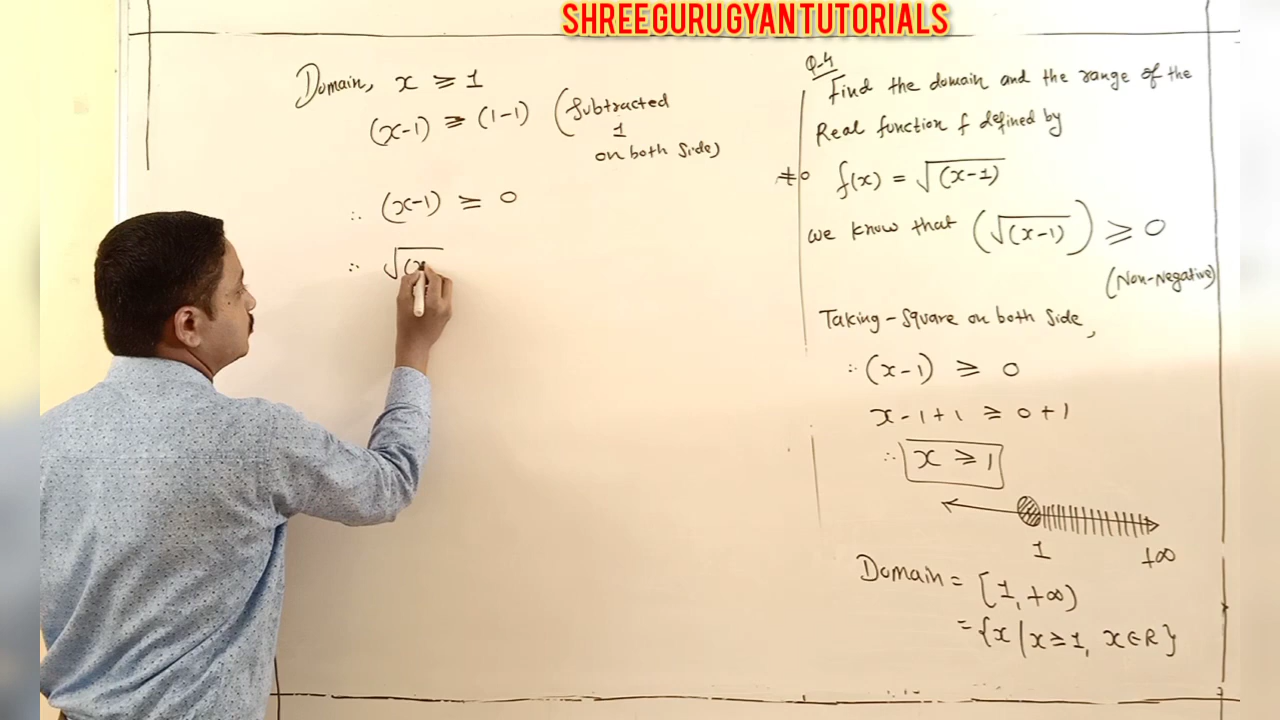 SHREE GURU GYAN TUTORIALS
Domain, x ≥ 1
(x-1) ≥ (1-1) (Subtracted
1
on both side)
∴ (x-1) ≥ 0
∴ √(x
Q-4
Find the domain and the range of the
Real function f defined by
≠0 f(x) = √(x-1)
we know that (√(x-1)) ≥ 0
(Non-Negative)
Taking-Square on both side,
∴ (x-1) ≥ 0
x-1+1 ≥ 0+1
∴ x ≥ 1
1 +∞
Domain = [1, +∞)
= {x | x ≥ 1, x ∈ R}